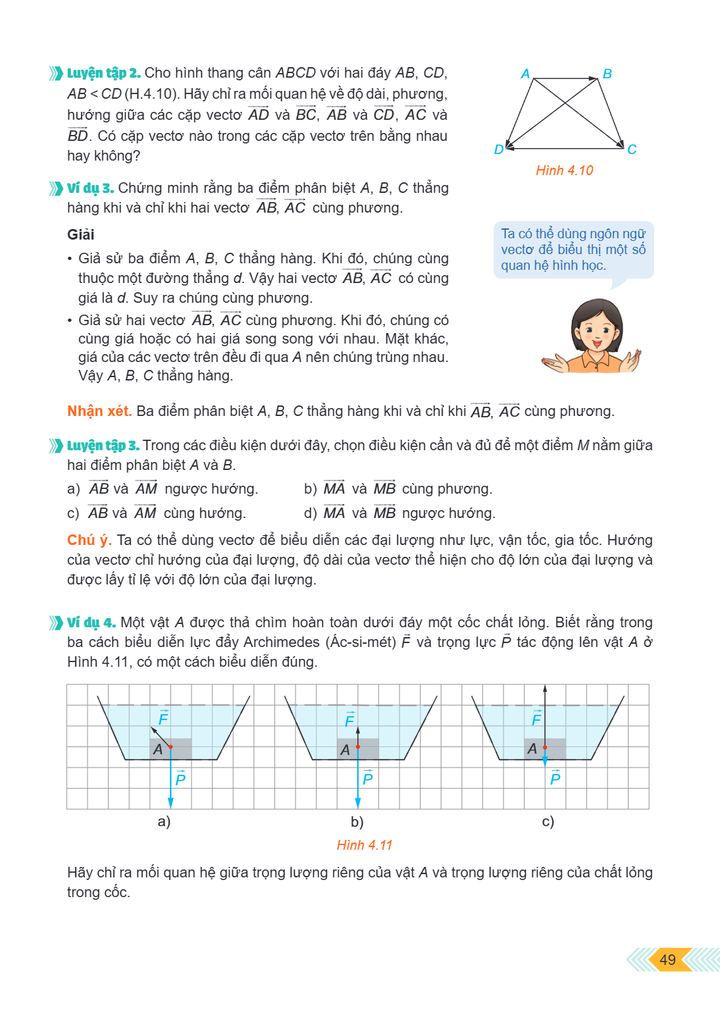 Luyện tập 2. Cho hình thang cân ABCD với hai đáy AB, CD,
AB < CD (H.4.10). Hãy chỉ ra mối quan hệ về độ dài, phương,
hướng giữa các cặp vectơ AD và BC, AB và CD, AC và
BD. Có cặp vectơ nào trong các cặp vectơ trên bằng nhau
hay không?
A
B
D
C
Hình 4.10
Ví dụ 3. Chứng minh rằng ba điểm phân biệt A, B, C thẳng
hàng khi và chỉ khi hai vectơ AB, AC cùng phương.
Giải
• Giả sử ba điểm A, B, C thẳng hàng. Khi đó, chúng cùng
thuộc một đường thẳng d. Vậy hai vectơ AB, AC có cùng
giá là d. Suy ra chúng cùng phương.
• Giả sử hai vectơ AB, AC cùng phương. Khi đó, chúng có
cùng giá hoặc có hai giá song song với nhau. Mặt khác,
giá của các vectơ trên đều đi qua A nên chúng trùng nhau.
Vậy A, B, C thẳng hàng.
Ta có thể dùng ngôn ngữ
vectơ để biểu thị một số
quan hệ hình học.
Nhận xét. Ba điểm phân biệt A, B, C thẳng hàng khi và chỉ khi AB, AC cùng phương.
Luyện tập 3. Trong các điều kiện dưới đây, chọn điều kiện cần và đủ để một điểm M nằm giữa
hai điểm phân biệt A và B.
a) AB và AM ngược hướng. b) MA và MB cùng phương.
c) AB và AM cùng hướng. d) MA và MB ngược hướng.
Chú ý. Ta có thể dùng vectơ để biểu diễn các đại lượng như lực, vận tốc, gia tốc. Hướng
của vectơ chỉ hướng của đại lượng, độ dài của vectơ thể hiện cho độ lớn của đại lượng và
được lấy tỉ lệ với độ lớn của đại lượng.
Ví dụ 4. Một vật A được thả chìm hoàn toàn dưới đáy một cốc chất lỏng. Biết rằng trong
ba cách biểu diễn lực đẩy Archimedes (Ác-si-mét) F và trọng lực P tác động lên vật A ở
Hình 4.11, có một cách biểu diễn đúng.
F
A
P
a)
F
A
P
b)
F
A
P
c)
Hình 4.11
Hãy chỉ ra mối quan hệ giữa trọng lượng riêng của vật A và trọng lượng riêng của chất lỏng
trong cốc.
49